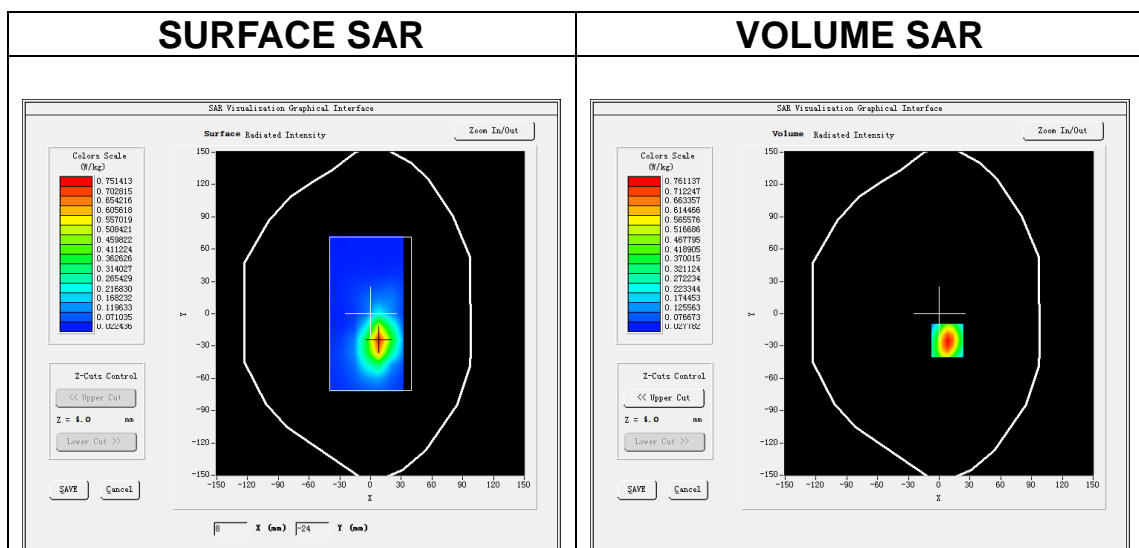 SURFACE SAR
VOLUME SAR
SAR Visualisation Graphical Interface
Surface Radiated Intensity
Zoom In/Out
Colors Scale
(W/kg)
0.751413
0.702815
0.654216
0.605618
0.557019
0.508421
0.459822
0.411224
0.362626
0.314027
0.265429
0.216830
0.168232
0.119633
0.071035
0.022436
150
120
90
60
30
0
-30
-60
-90
-120
-150
Y
-150 -120 -90 -60 -30 0 30 60 90 120 150
X
Z-Cuts Control
<< Upper Cut
Z = 4.0 mm
Lower Cut >>
SAVE Cancel
8 X (mm) -24 Y (mm)
SAR Visualisation Graphical Interface
Volume Radiated Intensity
Zoom In/Out
Colors Scale
(W/kg)
0.761137
0.712247
0.663357
0.614466
0.565576
0.516686
0.467795
0.418905
0.370015
0.321124
0.272234
0.223344
0.174453
0.125563
0.076673
0.027782
150
120
90
60
30
0
-30
-60
-90
-120
-150
Y
-150 -120 -90 -60 -30 0 30 60 90 120 150
X
Z-Cuts Control
<< Upper Cut
Z = 4.0 mm
Lower Cut >>
SAVE Cancel